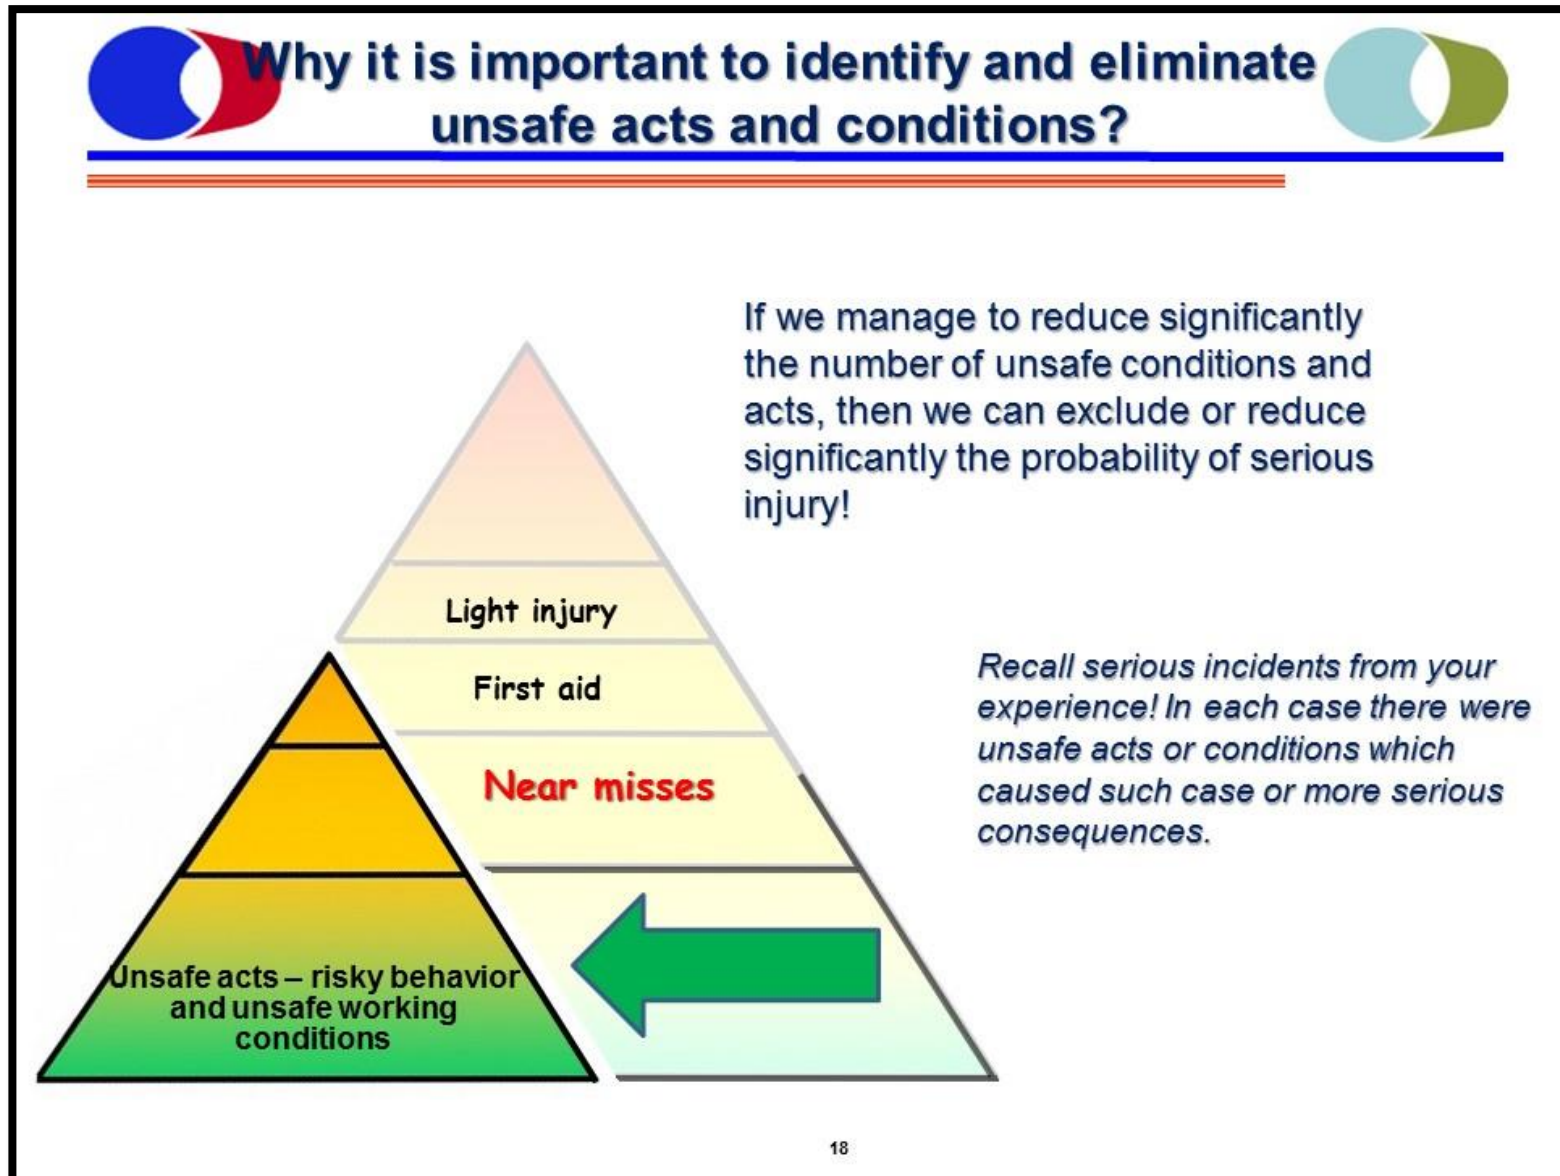 Why it is important to identify and eliminate
unsafe acts and conditions?
If we manage to reduce significantly
the number of unsafe conditions and
acts, then we can exclude or reduce
significantly the probability of serious
injury!
Light injury
First aid
Near misses
Recall serious incidents from your
experience! In each case there were
unsafe acts or conditions which
caused such case or more serious
consequences.
Unsafe acts – risky behavior
and unsafe working
conditions
18